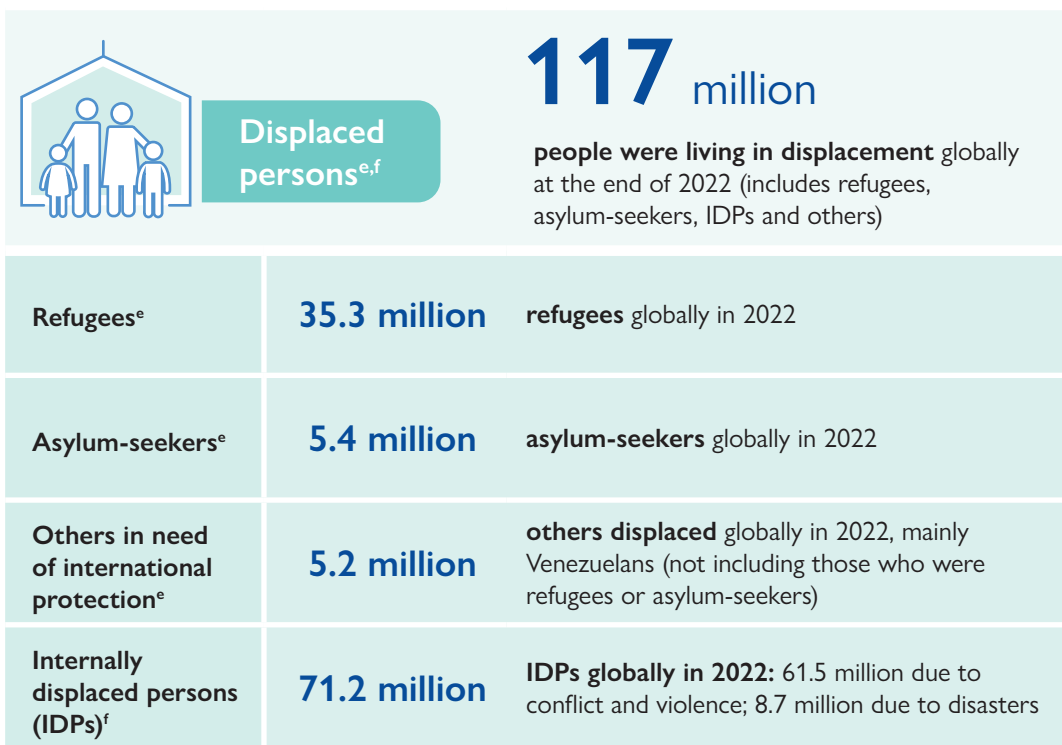 117 million
Displaced
persons^e,f
people were living in displacement globally
at the end of 2022 (includes refugees,
asylum-seekers, IDPs and others)
Refugees^e
35.3 million
refugees globally in 2022
Asylum-seekers^e
5.4 million
asylum-seekers globally in 2022
Others in need
of international
protection^e
5.2 million
others displaced globally in 2022, mainly
Venezuelans (not including those who were
refugees or asylum-seekers)
Internally
displaced persons
(IDPs)^f
71.2 million
IDPs globally in 2022: 61.5 million due to
conflict and violence; 8.7 million due to disasters